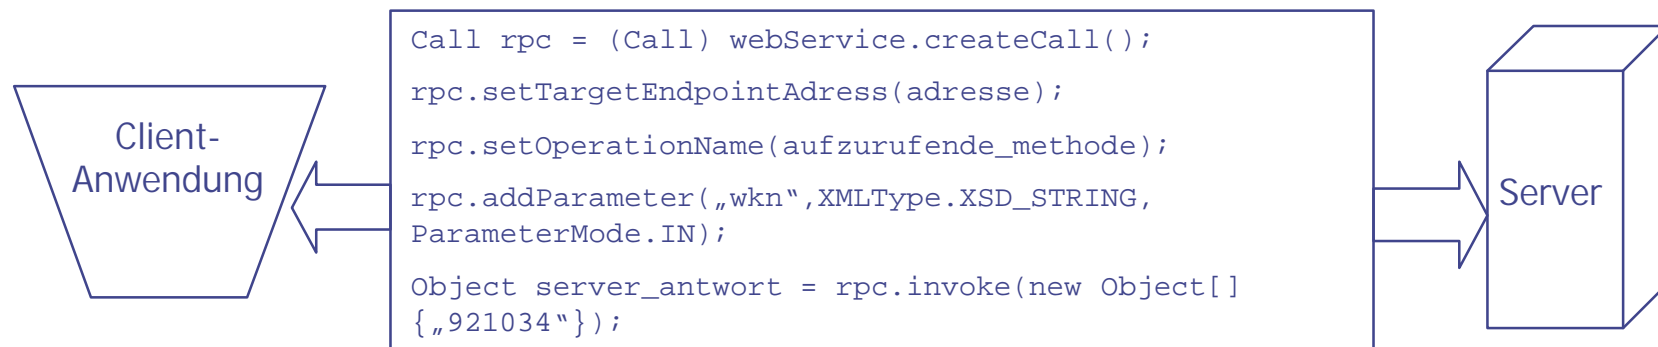 Call rpc = (Call) webService.createCall();
rpc.setTargetEndpointAdress(adresse);
Client-
Anwendung
rpc.setOperationName(aufzurufende_methode);
rpc.addParameter(„wkn“,XMLType.XSD_STRING,
ParameterMode.IN);
Server
Object server_antwort = rpc.invoke(new Object[]
{„921034“});